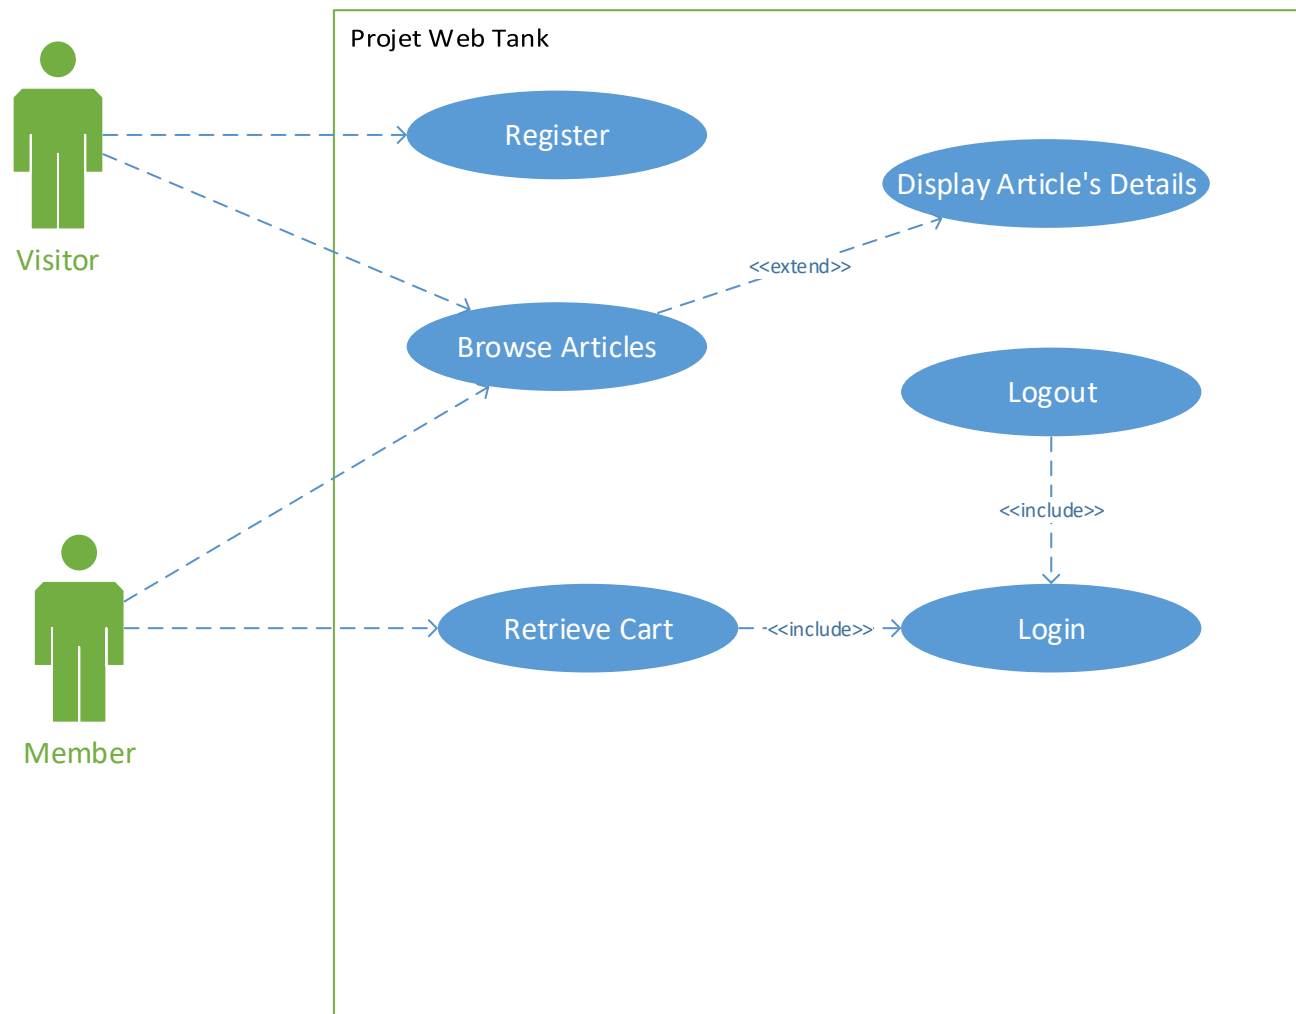 Projet Web Tank
Register
Display Article's Details
Visitor
<<extend>>
Browse Articles
Logout
<<include>>
Retrieve Cart
<<include>>
Login
Member